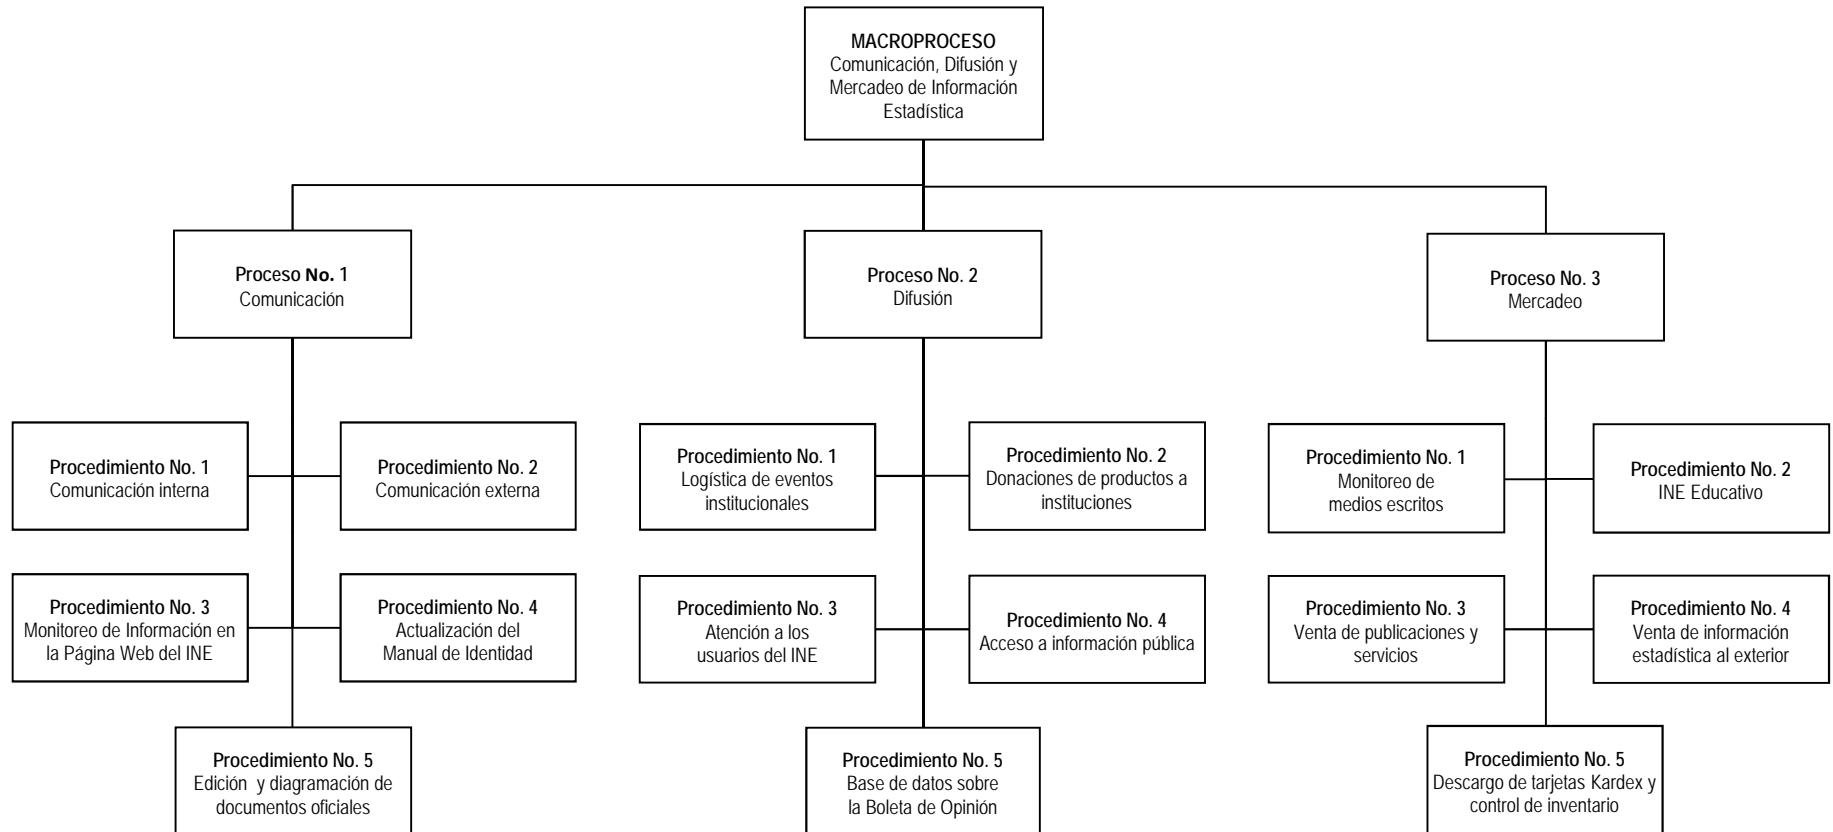 MACROPROCESO
Comunicación, Difusión y
Mercadeo de Información
Estadística
Proceso No. 1
Comunicación
Proceso No. 2
Difusión
Proceso No. 3
Mercadeo
Procedimiento No. 1
Comunicación interna
Procedimiento No. 2
Comunicación externa
Procedimiento No. 3
Monitoreo de Información en
la Página Web del INE
Procedimiento No. 4
Actualización del
Manual de Identidad
Procedimiento No. 5
Edición y diagramación de
documentos oficiales
Procedimiento No. 1
Logística de eventos
institucionales
Procedimiento No. 2
Donaciones de productos a
instituciones
Procedimiento No. 3
Atención a los
usuarios del INE
Procedimiento No. 4
Acceso a información pública
Procedimiento No. 5
Base de datos sobre
la Boleta de Opinión
Procedimiento No. 1
Monitoreo de
medios escritos
Procedimiento No. 2
INE Educativo
Procedimiento No. 3
Venta de publicaciones y
servicios
Procedimiento No. 4
Venta de información
estadística al exterior
Procedimiento No. 5
Descargo de tarjetas Kardex y
control de inventario